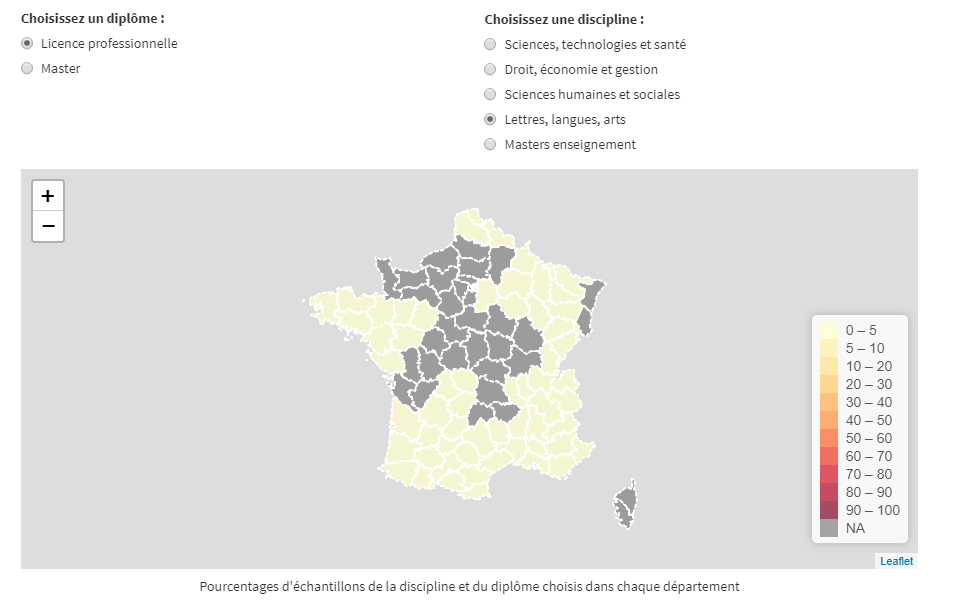 Choisissez un diplôme :
Licence professionnelle
Master
Choisissez une discipline :
Sciences, technologies et santé
Droit, économie et gestion
Sciences humaines et sociales
Lettres, langues, arts
Masters enseignement
+
−
0 – 5
5 – 10
10 – 20
20 – 30
30 – 40
40 – 50
50 – 60
60 – 70
70 – 80
80 – 90
90 – 100
NA
Leaflet
Pourcentages d'échantillons de la discipline et du diplôme choisis dans chaque département